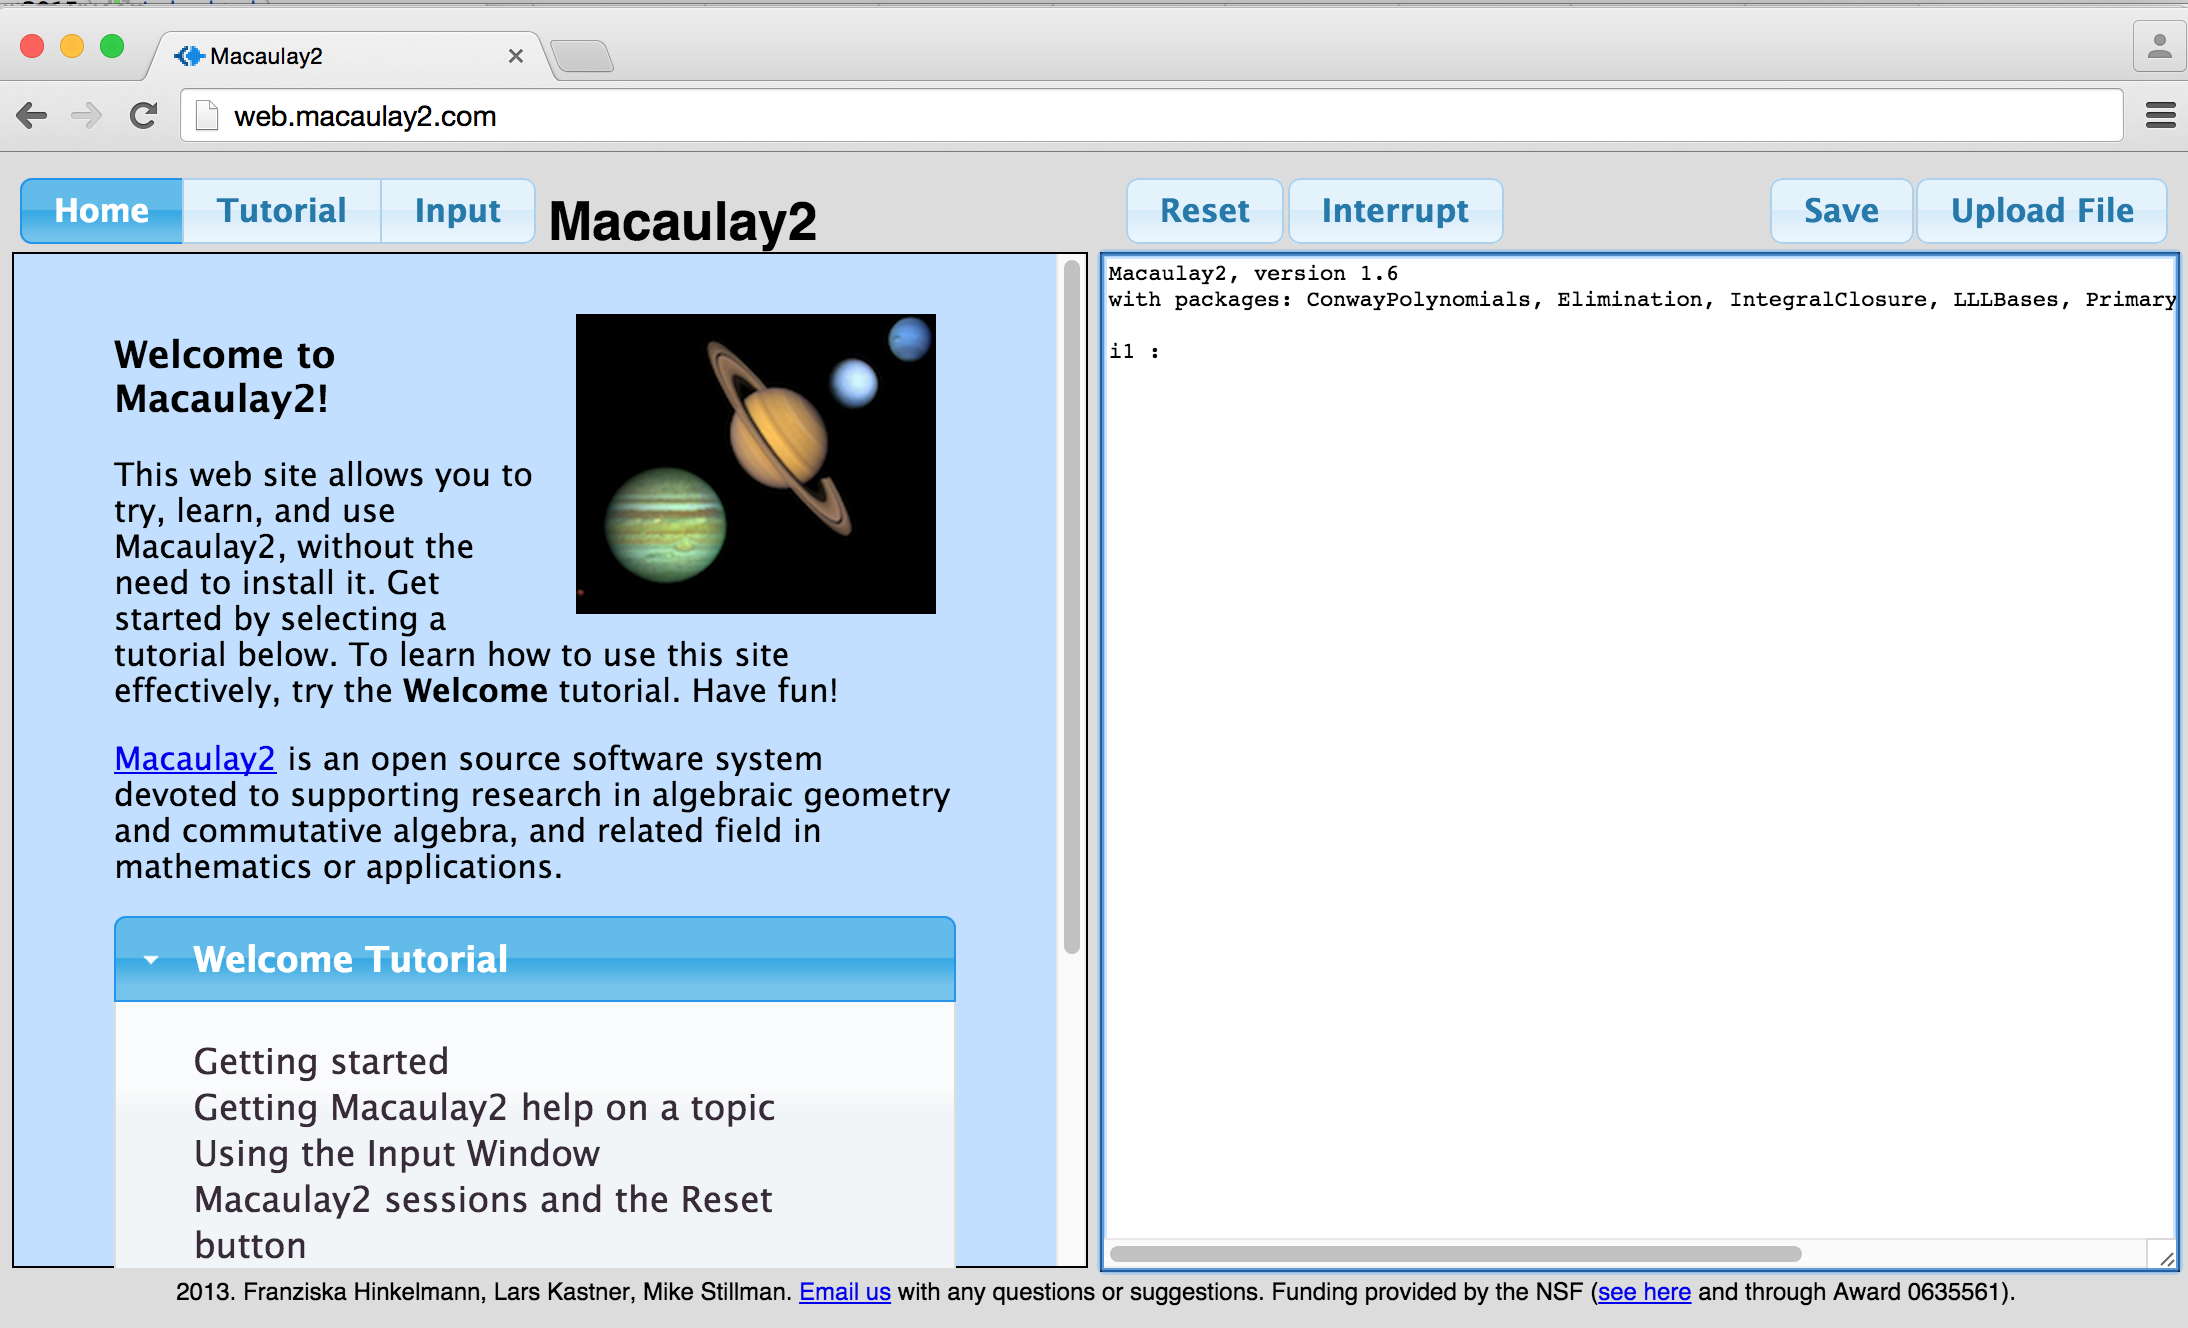 Macaulay2
web.macaulay2.com
Home Tutorial Input Macaulay2 Reset Interrupt Save Upload File
Welcome to
Macaulay2!
This web site allows you to
try, learn, and use
Macaulay2, without the
need to install it. Get
started by selecting a
tutorial below. To learn how to use this site
effectively, try the Welcome tutorial. Have fun!
Macaulay2 is an open source software system
devoted to supporting research in algebraic geometry
and commutative algebra, and related field in
mathematics or applications.
Welcome Tutorial
Getting started
Getting Macaulay2 help on a topic
Using the Input Window
Macaulay2 sessions and the Reset
button
Macaulay2, version 1.6
with packages: ConwayPolynomials, Elimination, IntegralClosure, LLLBases, Primary
i1 :
2013. Franziska Hinkelmann, Lars Kastner, Mike Stillman. Email us with any questions or suggestions. Funding provided by the NSF (see here and through Award 0635561).